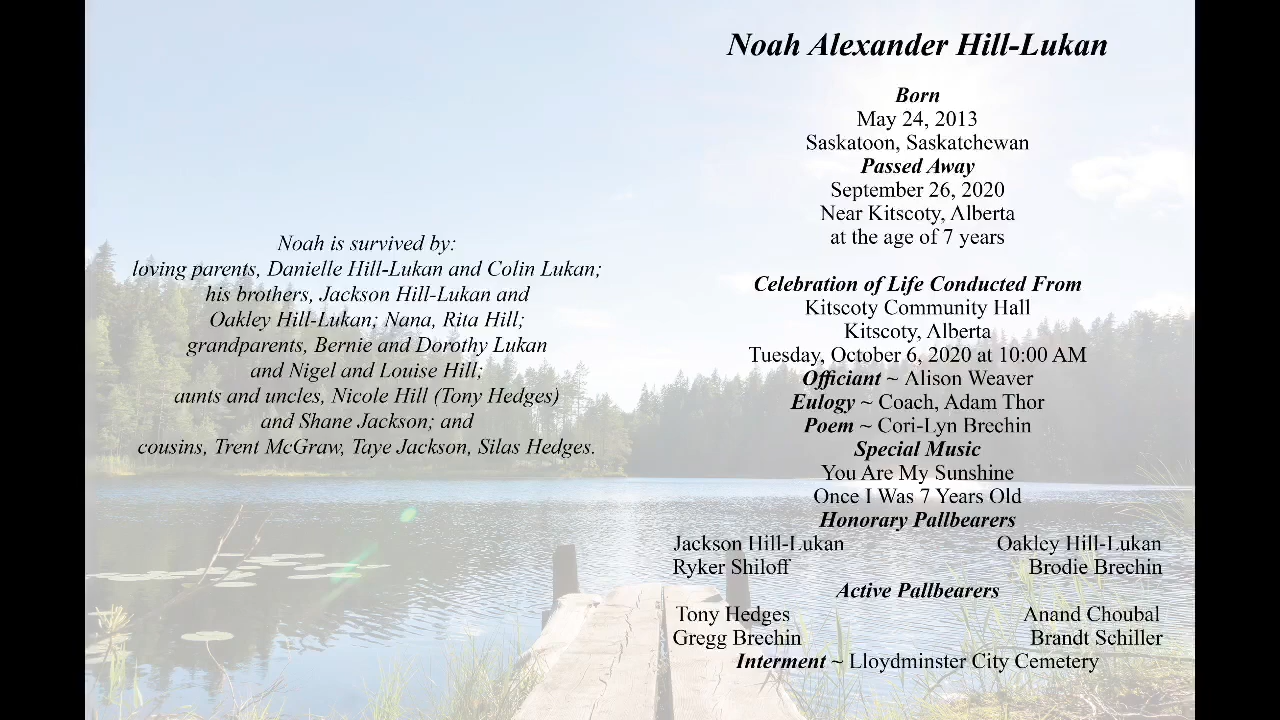 Noah is survived by:
loving parents, Danielle Hill-Lukan and Colin Lukan;
his brothers, Jackson Hill-Lukan and
Oakley Hill-Lukan; Nana, Rita Hill;
grandparents, Bernie and Dorothy Lukan
and Nigel and Louise Hill;
aunts and uncles, Nicole Hill (Tony Hedges)
and Shane Jackson; and
cousins, Trent McGraw, Taye Jackson, Silas Hedges.
Noah Alexander Hill-Lukan
Born
May 24, 2013
Saskatoon, Saskatchewan
Passed Away
September 26, 2020
Near Kitscoty, Alberta
at the age of 7 years
Celebration of Life Conducted From
Kitscoty Community Hall
Kitscoty, Alberta
Tuesday, October 6, 2020 at 10:00 AM
Officiant ~ Alison Weaver
Eulogy ~ Coach, Adam Thor
Poem ~ Cori-Lyn Brechin
Special Music
You Are My Sunshine
Once I Was 7 Years Old
Honorary Pallbearers
Jackson Hill-Lukan Oakley Hill-Lukan
Ryker Shiloff Brodie Brechin
Active Pallbearers
Tony Hedges Anand Choubal
Gregg Brechin Brandt Schiller
Interment ~ Lloydminster City Cemetery